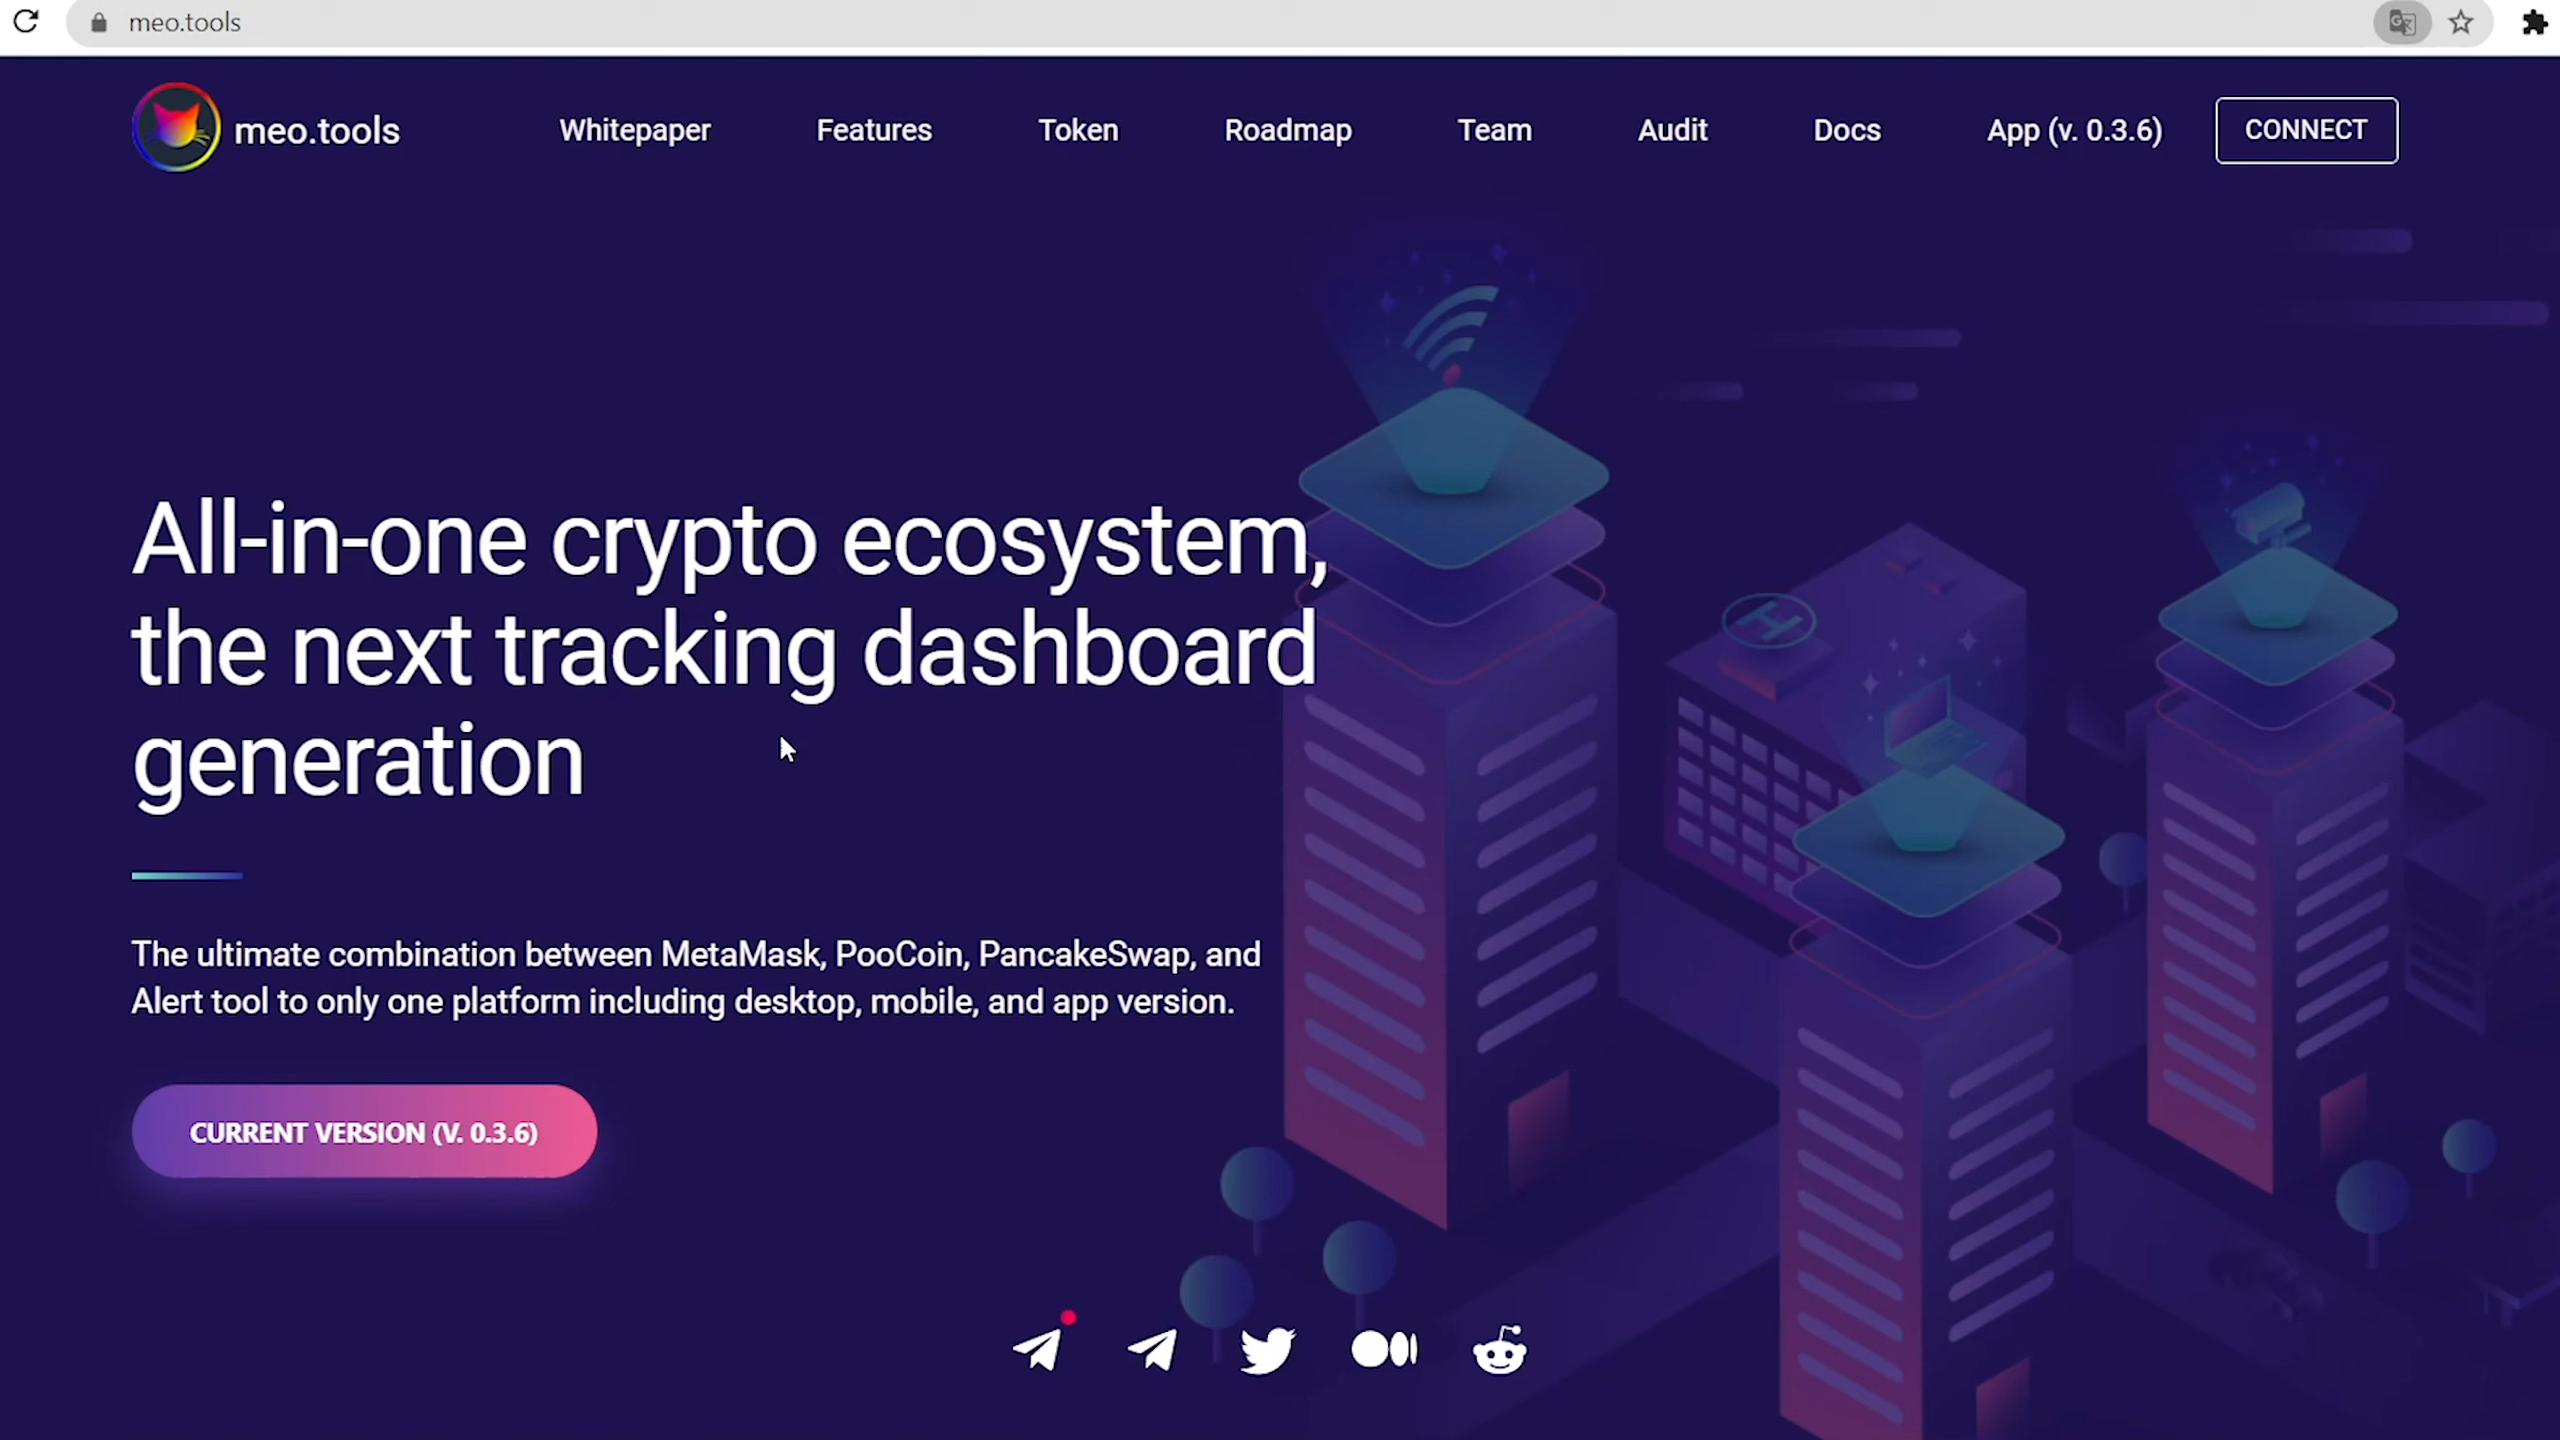 meo.tools
meo.tools
Whitepaper
Features
Token
Roadmap
Team
Audit
Docs
App (v. 0.3.6)
CONNECT
All-in-one crypto ecosystem,
the next tracking dashboard
generation
The ultimate combination between MetaMask, PooCoin, PancakeSwap, and
Alert tool to only one platform including desktop, mobile, and app version.
CURRENT VERSION (V. 0.3.6)